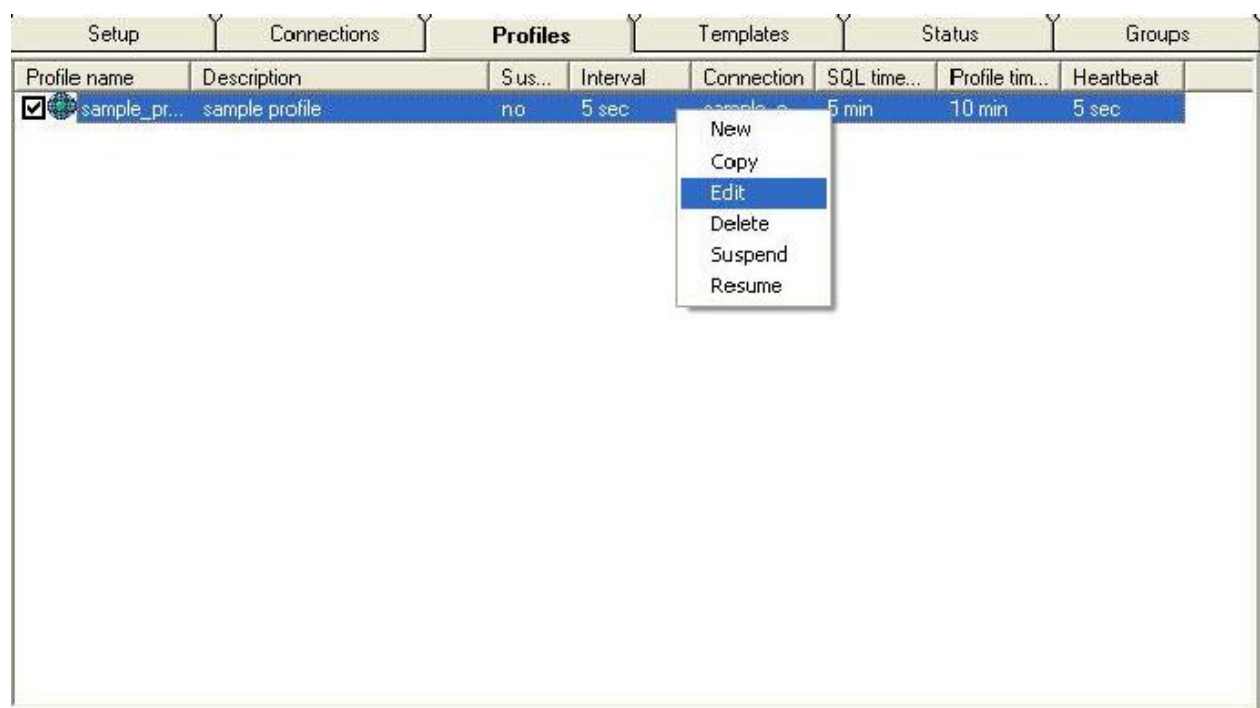 Setup Connections Profiles Templates Status Groups
Profile name Description Sus... Interval Connection SQL time... Profile tim... Heartbeat
sample_pr... sample profile no 5 sec 5 min 10 min 5 sec
New
Copy
Edit
Delete
Suspend
Resume